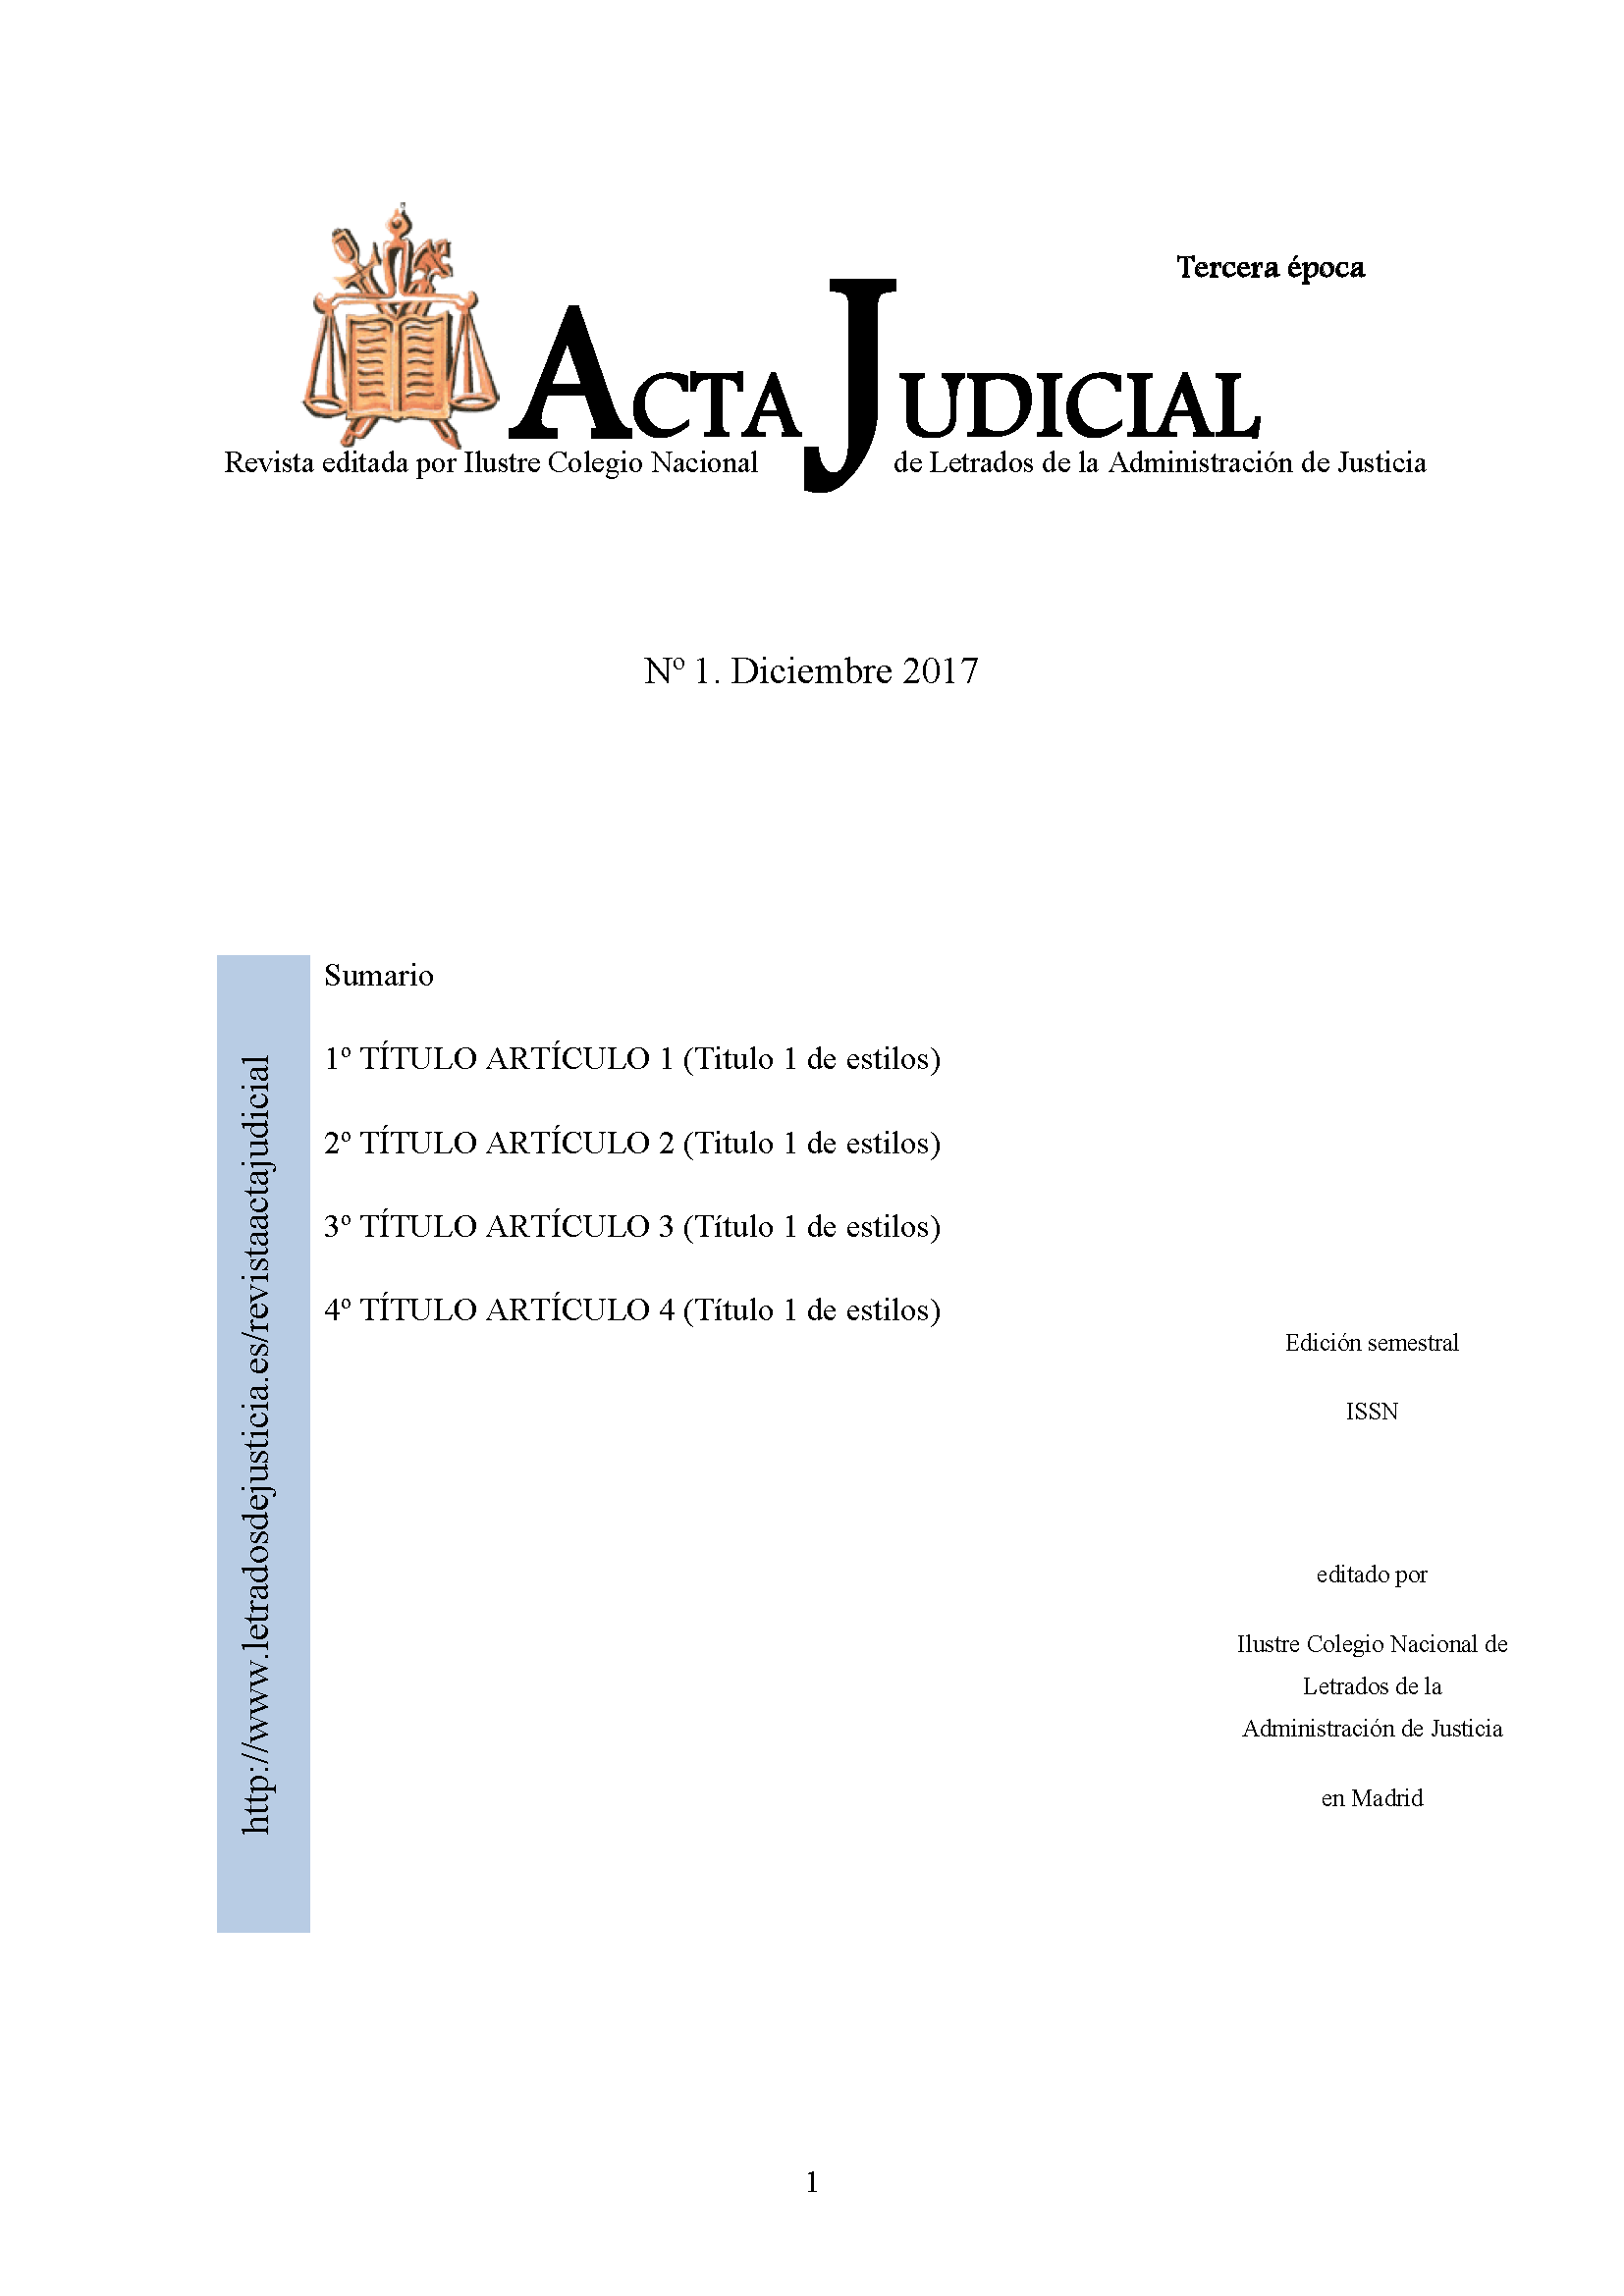 Tercera época
ACTA JUDICIAL
Revista editada por Ilustre Colegio Nacional de Letrados de la Administración de Justicia
Nº 1. Diciembre 2017
http://www.letradosdejusticia.es/revistaactajudicial
Sumario
1º TÍTULO ARTÍCULO 1 (Titulo 1 de estilos)
2º TÍTULO ARTÍCULO 2 (Titulo 1 de estilos)
3º TÍTULO ARTÍCULO 3 (Título 1 de estilos)
4º TÍTULO ARTÍCULO 4 (Título 1 de estilos)
Edición semestral
ISSN
editado por
Ilustre Colegio Nacional de
Letrados de la
Administración de Justicia
en Madrid
1